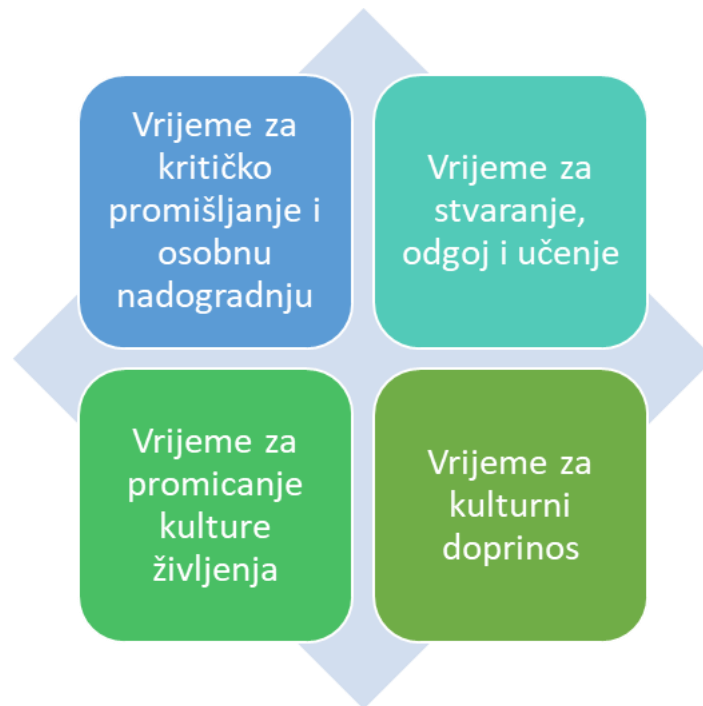 Vrijeme za
kritičko
promišljanje i
osobnu
nadogradnju
Vrijeme za
stvaranje,
odgoj i učenje
Vrijeme za
promicanje
kulture
življenja
Vrijeme za
kulturni
doprinos